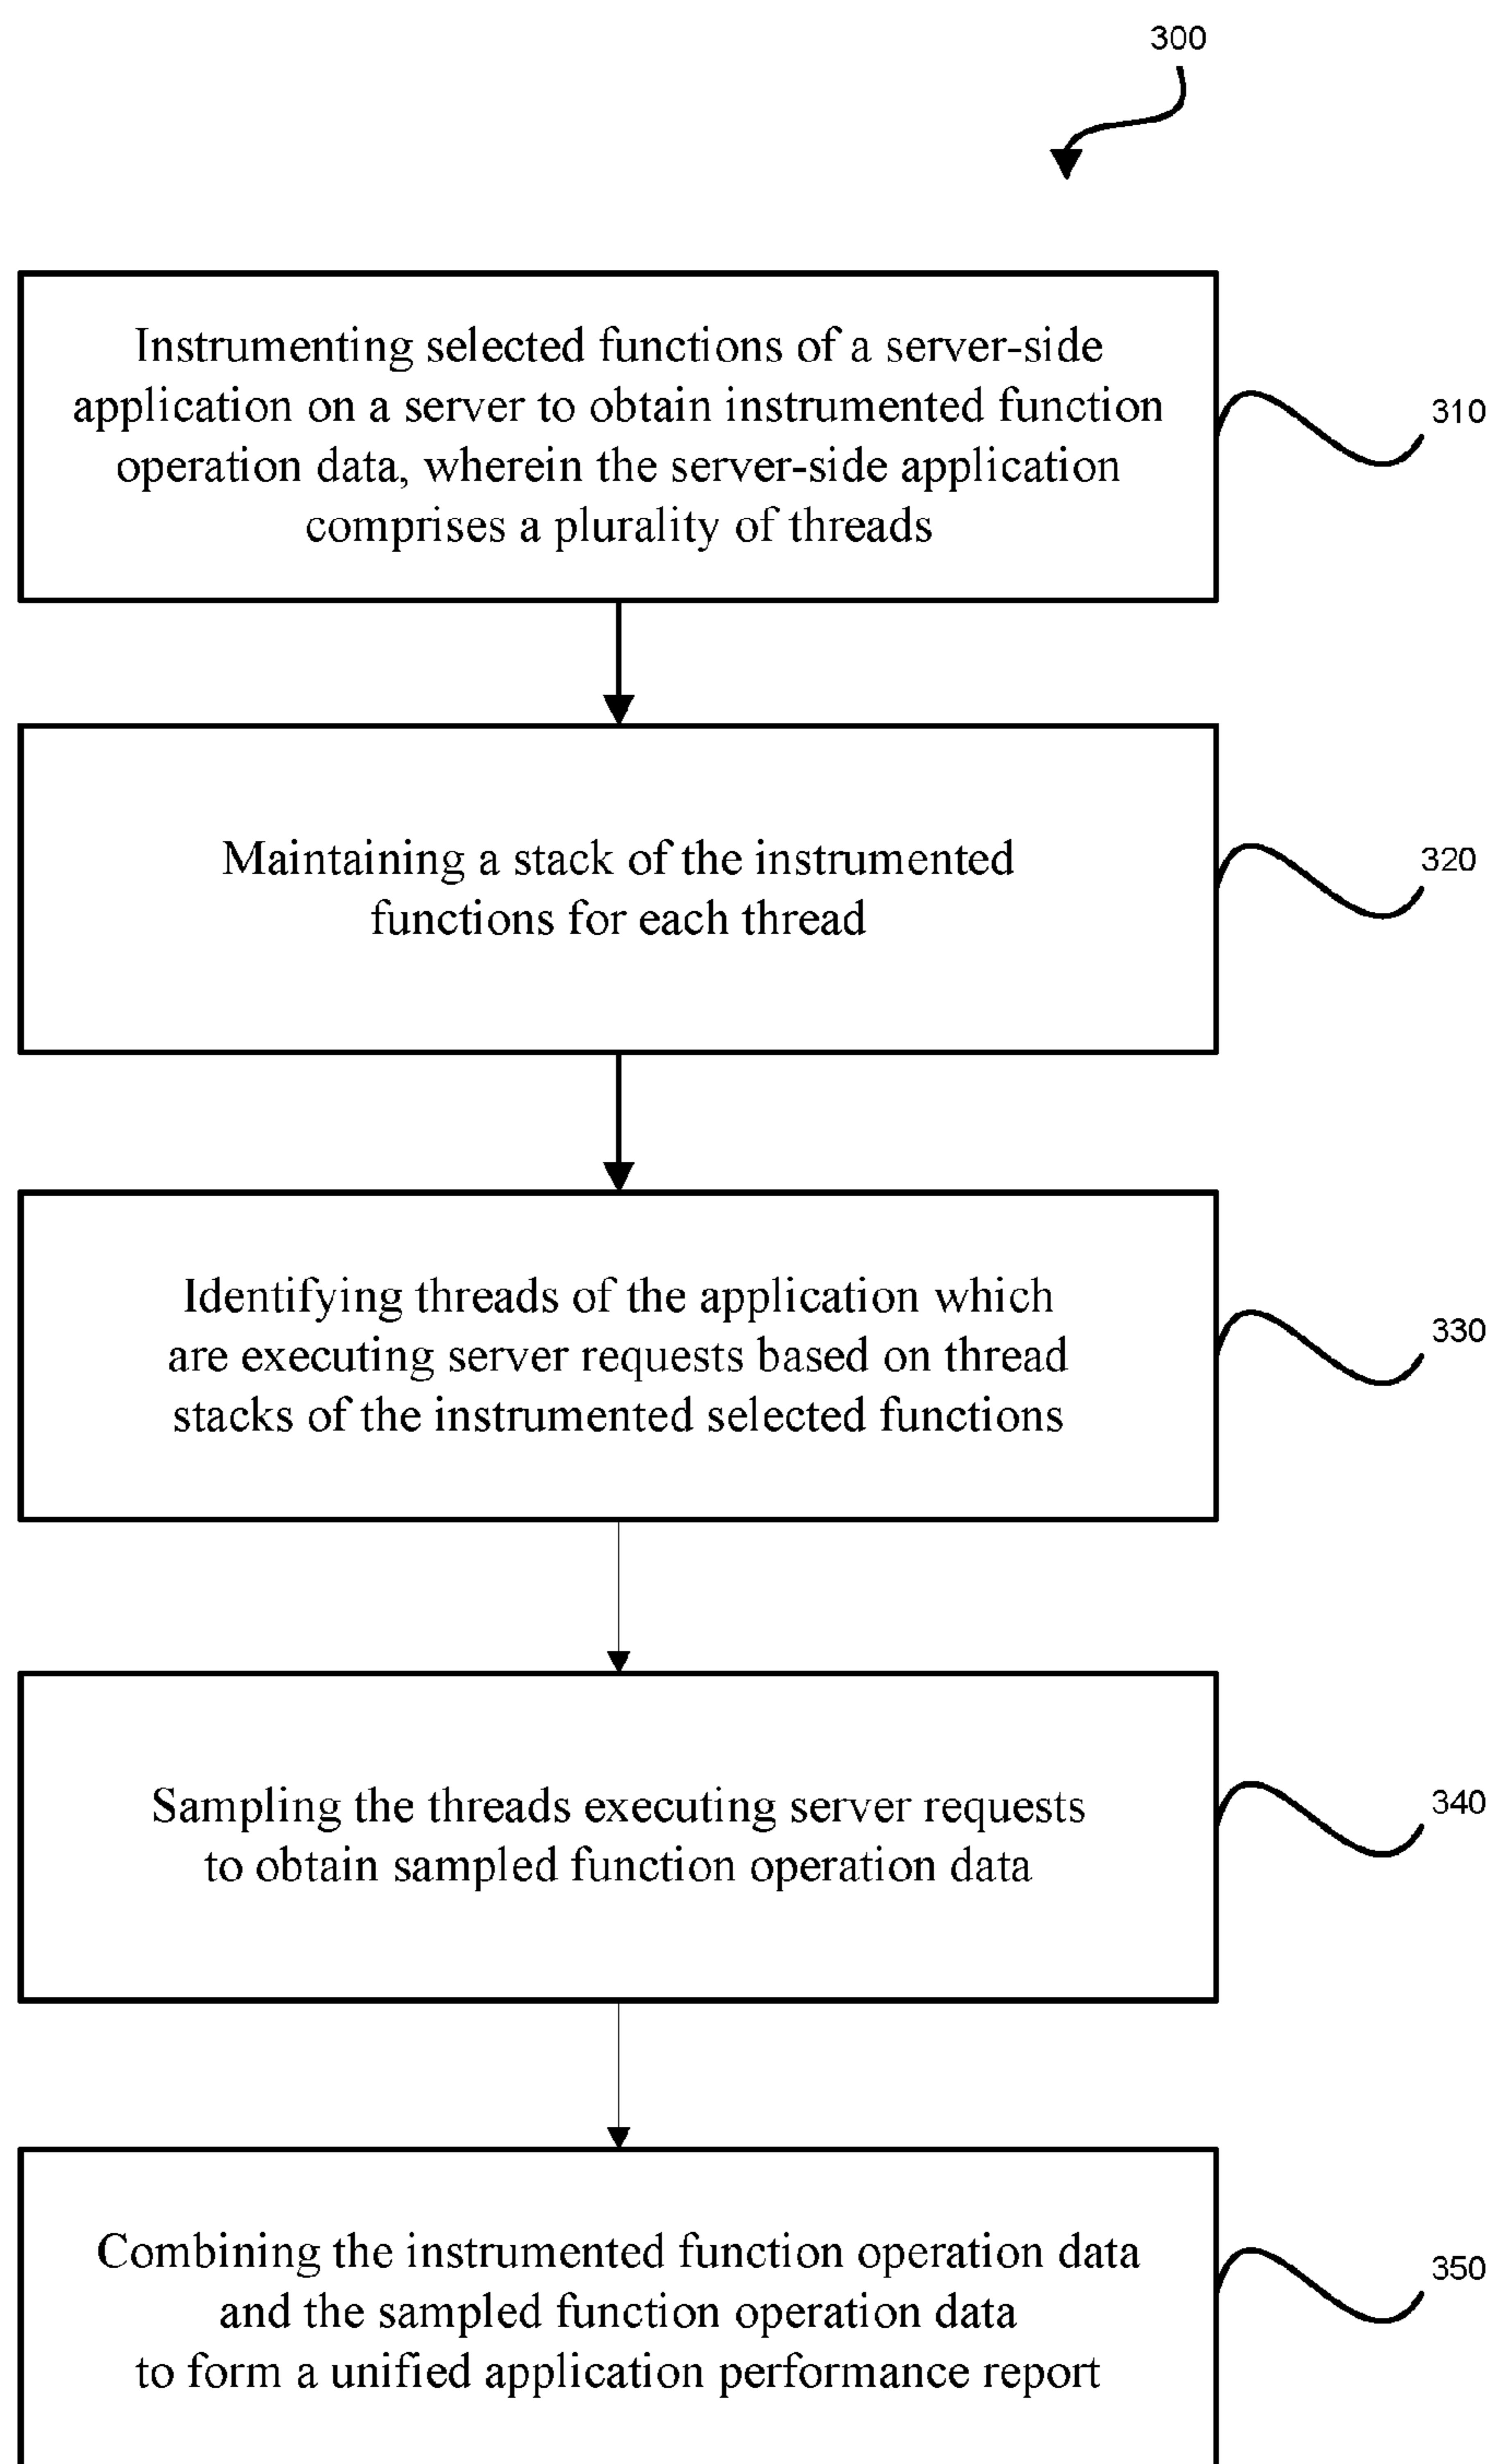 300
Instrumenting selected functions of a server-side
application on a server to obtain instrumented function
operation data, wherein the server-side application
comprises a plurality of threads
310
Maintaining a stack of the instrumented
functions for each thread
320
Identifying threads of the application which
are executing server requests based on thread
stacks of the instrumented selected functions
330
Sampling the threads executing server requests
to obtain sampled function operation data
340
Combining the instrumented function operation data
and the sampled function operation data
to form a unified application performance report
350